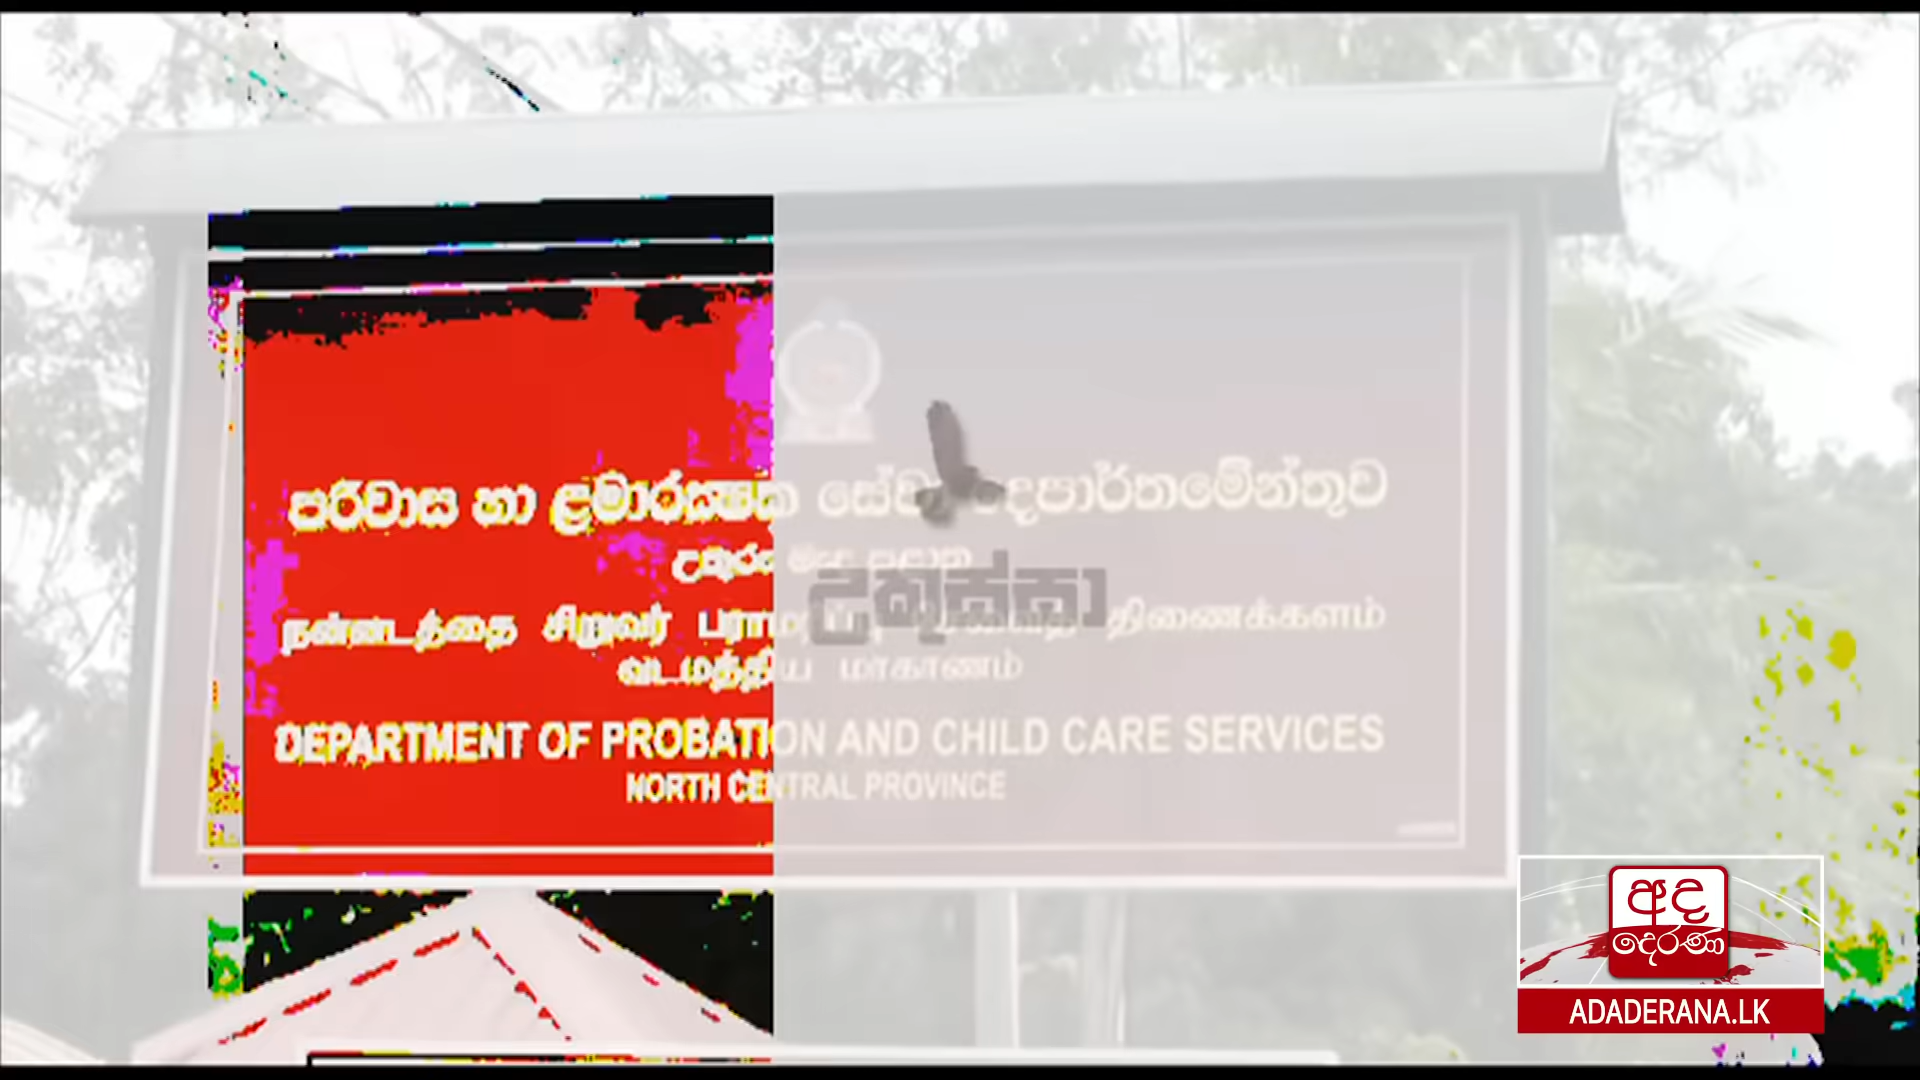 පරිවාස හා ළමාරක්ෂක සේවා දෙපාර්තමේන්තුව
උතුරු මැද පළාත
උකුස්සා
நன்னடத்தை சிறுவர் பராமரிப்பு திணைக்களம்
வடமத்திய மாகாணம்
DEPARTMENT OF PROBATION AND CHILD CARE SERVICES
NORTH CENTRAL PROVINCE
අද
දෙරණ
ADADERANA.LK